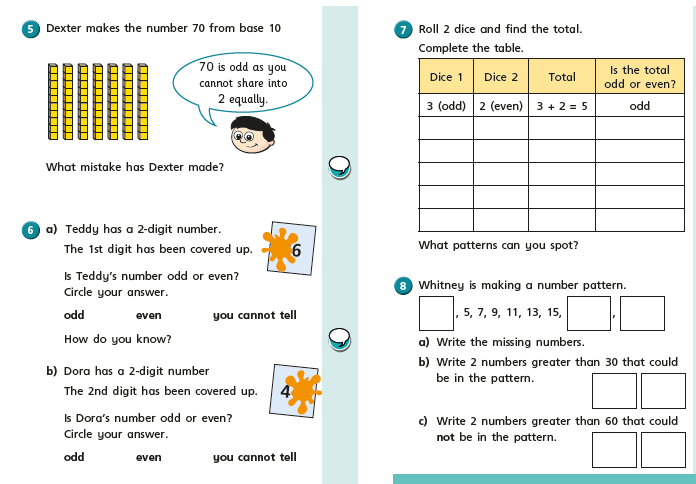 5 Dexter makes the number 70 from base 10
70 is odd as you
cannot share into
2 equally.
What mistake has Dexter made?
6 a) Teddy has a 2-digit number.
The 1st digit has been covered up.
6
Is Teddy's number odd or even?
Circle your answer.
odd even you cannot tell
How do you know?
b) Dora has a 2-digit number
The 2nd digit has been covered up.
4
Is Dora's number odd or even?
Circle your answer.
odd even you cannot tell
7 Roll 2 dice and find the total.
Complete the table.
Dice 1 Dice 2 Total Is the total
odd or even?
3 (odd) 2 (even) 3 + 2 = 5 odd
What patterns can you spot?
8 Whitney is making a number pattern.
, 5, 7, 9, 11, 13, 15, ,
a) Write the missing numbers.
b) Write 2 numbers greater than 30 that could
be in the pattern.
c) Write 2 numbers greater than 60 that could
not be in the pattern.